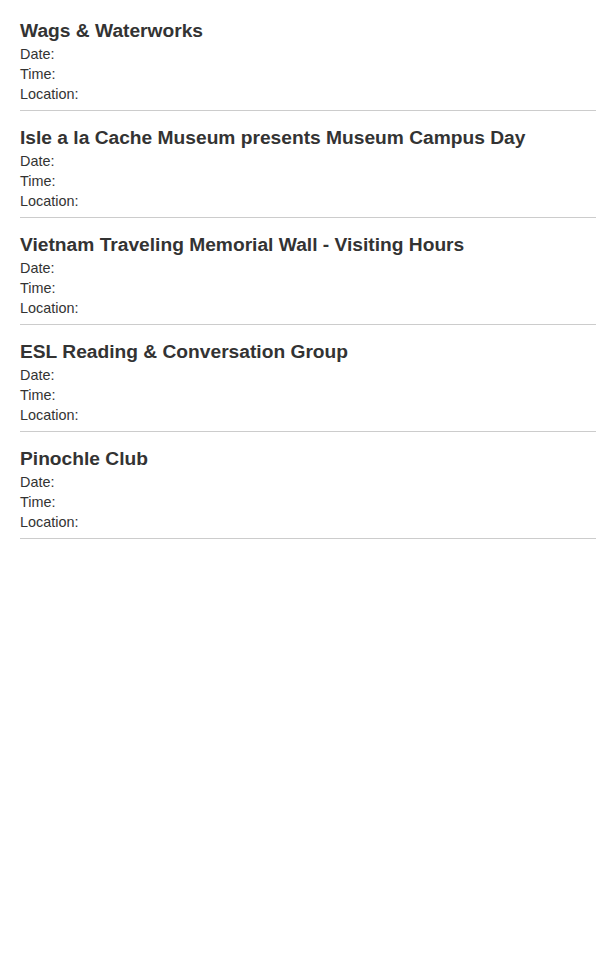 Wags & Waterworks
Date:
Time:
Location:
Isle a la Cache Museum presents Museum Campus Day
Date:
Time:
Location:
Vietnam Traveling Memorial Wall - Visiting Hours
Date:
Time:
Location:
ESL Reading & Conversation Group
Date:
Time:
Location:
Pinochle Club
Date:
Time:
Location: